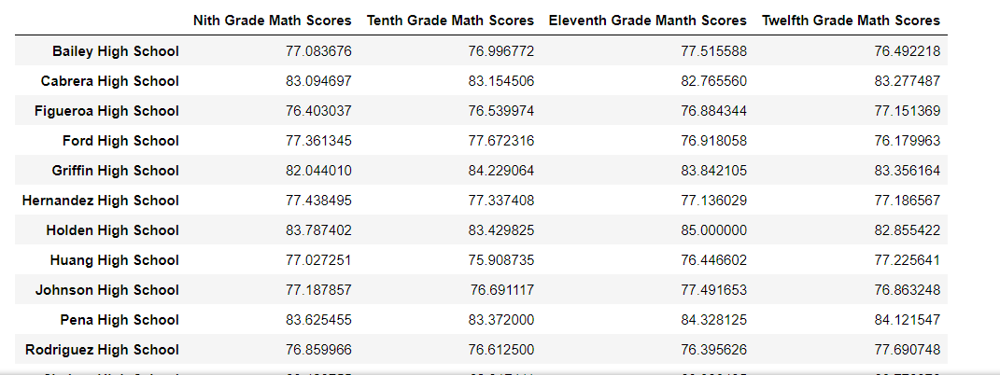 Nith Grade Math Scores Tenth Grade Math Scores Eleventh Grade Manth Scores Twelfth Grade Math Scores
Bailey High School 77.083676 76.996772 77.515588 76.492218
Cabrera High School 83.094697 83.154506 82.765560 83.277487
Figueroa High School 76.403037 76.539974 76.884344 77.151369
Ford High School 77.361345 77.672316 76.918058 76.179963
Griffin High School 82.044010 84.229064 83.842105 83.356164
Hernandez High School 77.438495 77.337408 77.136029 77.186567
Holden High School 83.787402 83.429825 85.000000 82.855422
Huang High School 77.027251 75.908735 76.446602 77.225641
Johnson High School 77.187857 76.691117 77.491653 76.863248
Pena High School 83.625455 83.372000 84.328125 84.121547
Rodriguez High School 76.859966 76.612500 76.395626 77.690748